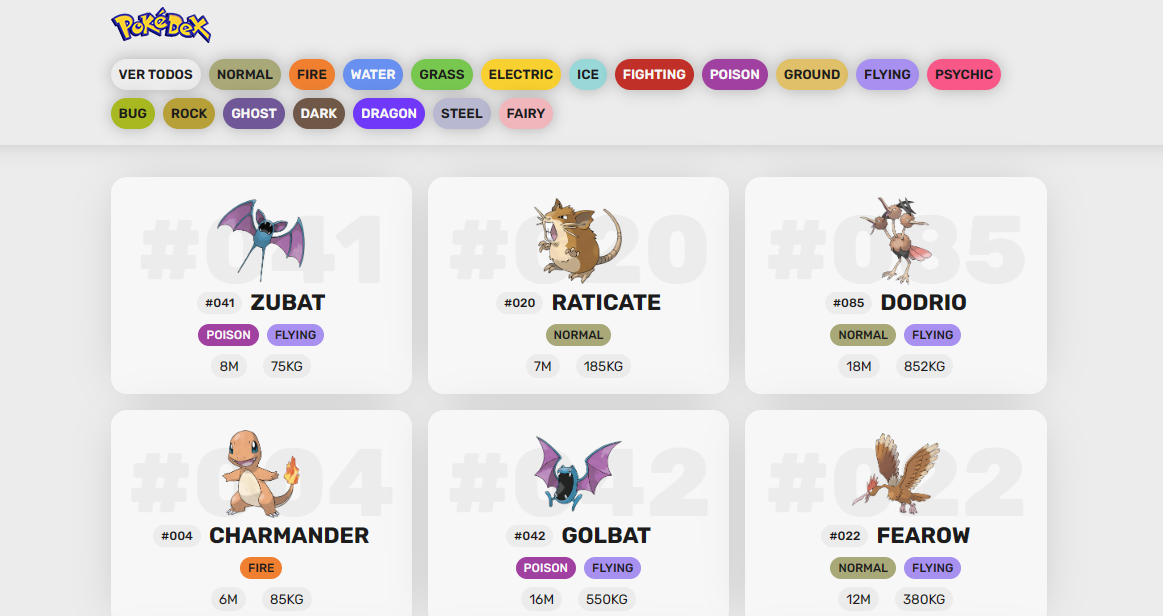 POKéDEX
VER TODOS NORMAL FIRE WATER GRASS ELECTRIC ICE FIGHTING POISON GROUND FLYING PSYCHIC
BUG ROCK GHOST DARK DRAGON STEEL FAIRY
#041 #020 #085
#041 ZUBAT #020 RATICATE #085 DODRIO
POISON FLYING NORMAL NORMAL FLYING
8M 75KG 7M 185KG 18M 852KG
#004 #042 #022
#004 CHARMANDER #042 GOLBAT #022 FEAROW
FIRE POISON FLYING NORMAL FLYING
6M 85KG 16M 550KG 12M 380KG